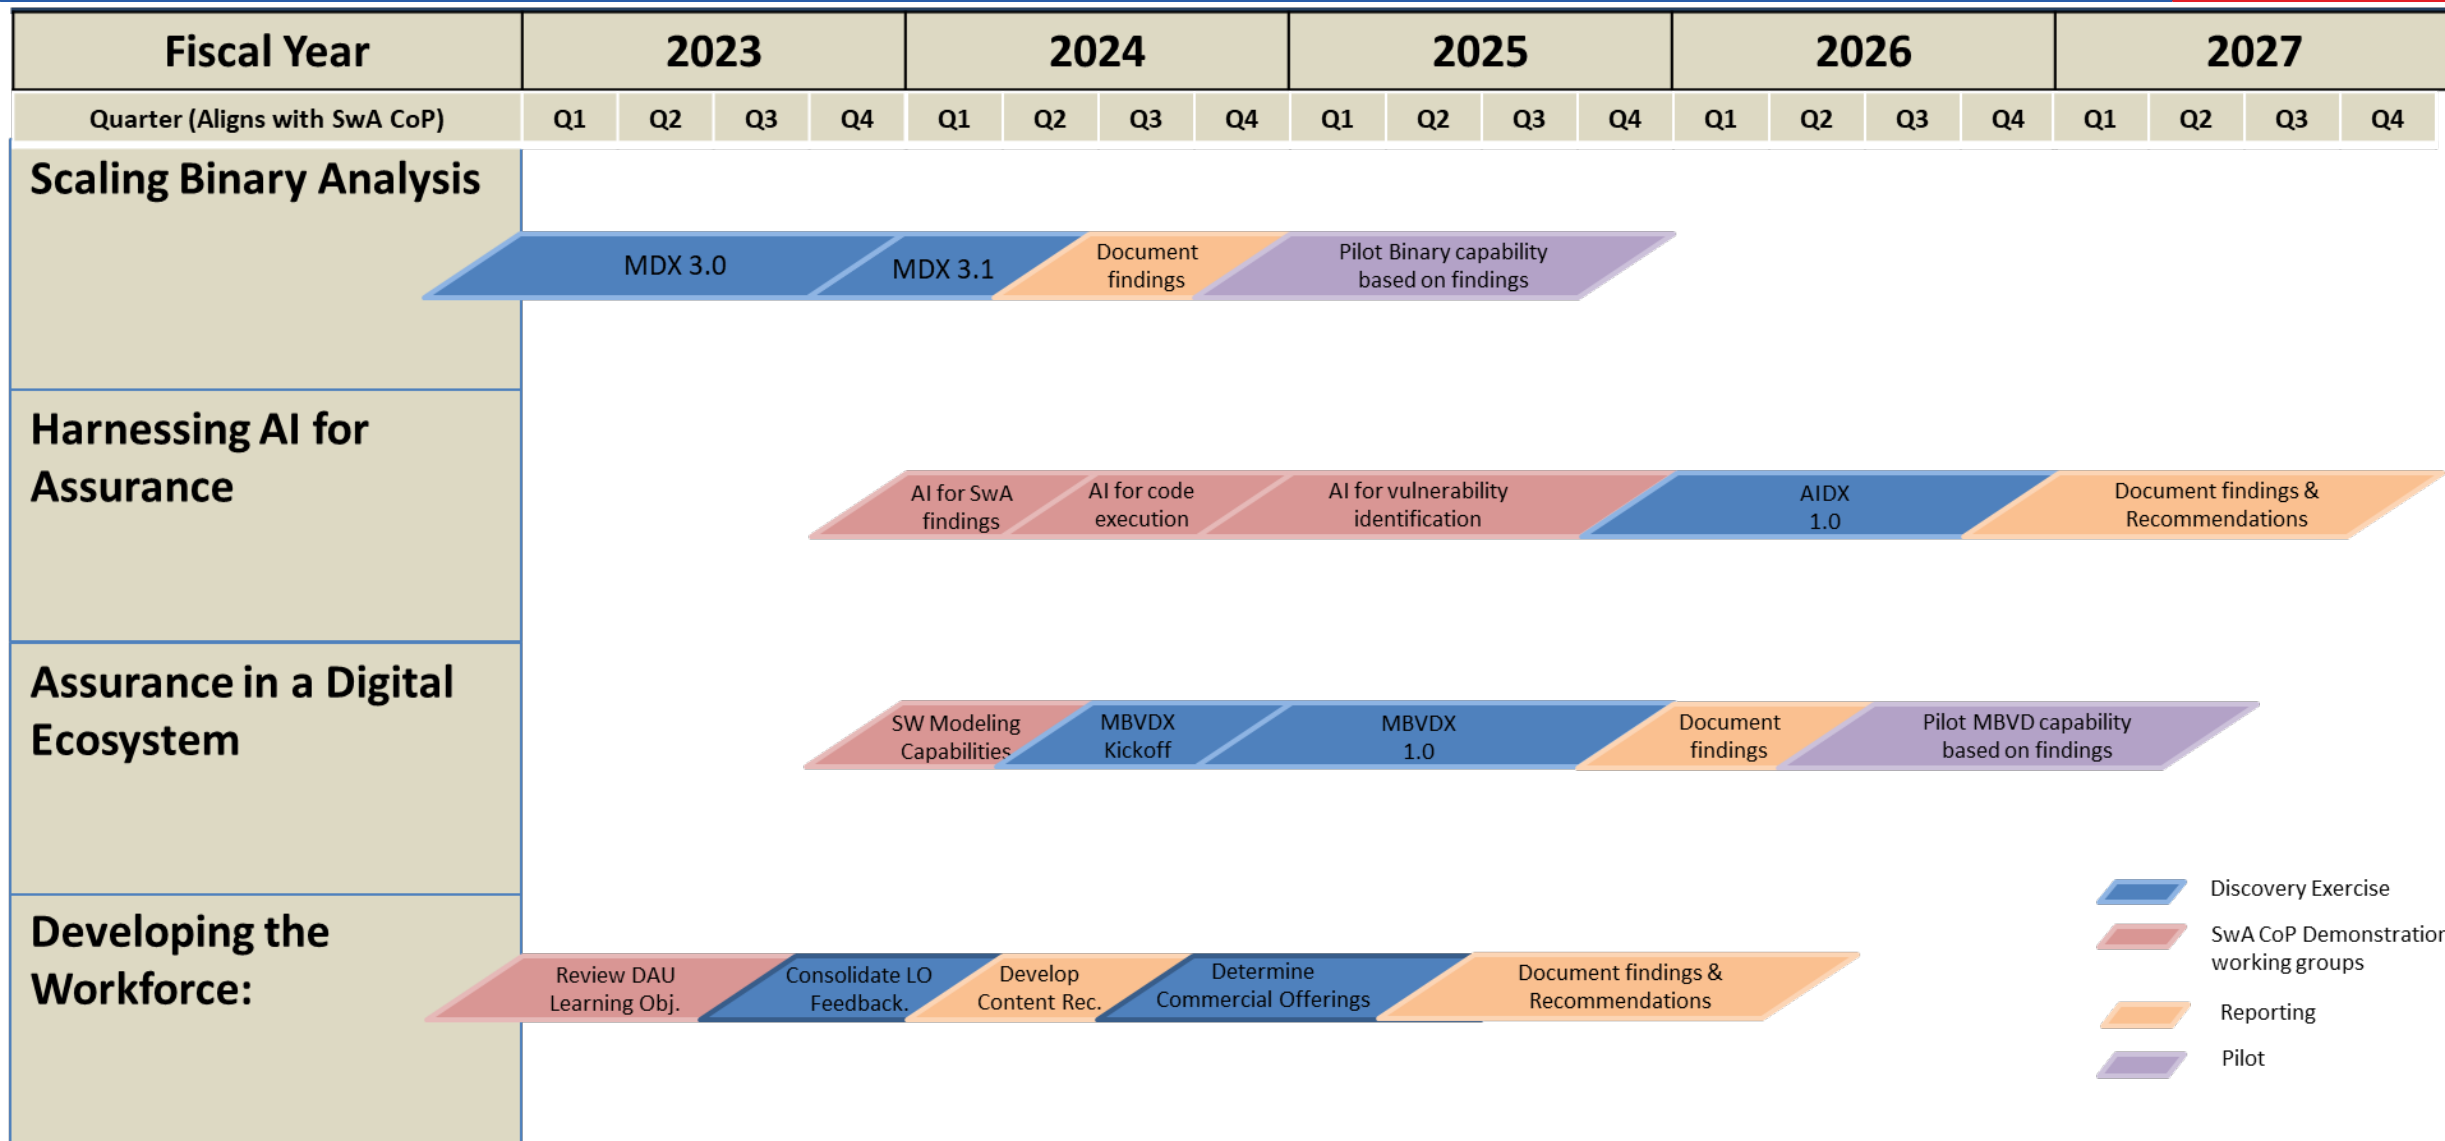 Fiscal Year 2023 2024 2025 2026 2027
Quarter (Aligns with SwA CoP) Q1 Q2 Q3 Q4 Q1 Q2 Q3 Q4 Q1 Q2 Q3 Q4 Q1 Q2 Q3 Q4 Q1 Q2 Q3 Q4
Scaling Binary Analysis
MDX 3.0
MDX 3.1
Document
findings
Pilot Binary capability
based on findings
Harnessing AI for
Assurance
AI for SwA
findings
AI for code
execution
AI for vulnerability
identification
AIDX
1.0
Document findings &
Recommendations
Assurance in a Digital
Ecosystem
SW Modeling
Capabilities
MBVDX
Kickoff
MBVDX
1.0
Document
findings
Pilot MBVD capability
based on findings
Developing the
Workforce:
Review DAU
Learning Obj.
Consolidate LO
Feedback.
Develop
Content Rec.
Determine
Commercial Offerings
Document findings &
Recommendations
Discovery Exercise
SwA CoP Demonstration
working groups
Reporting
Pilot